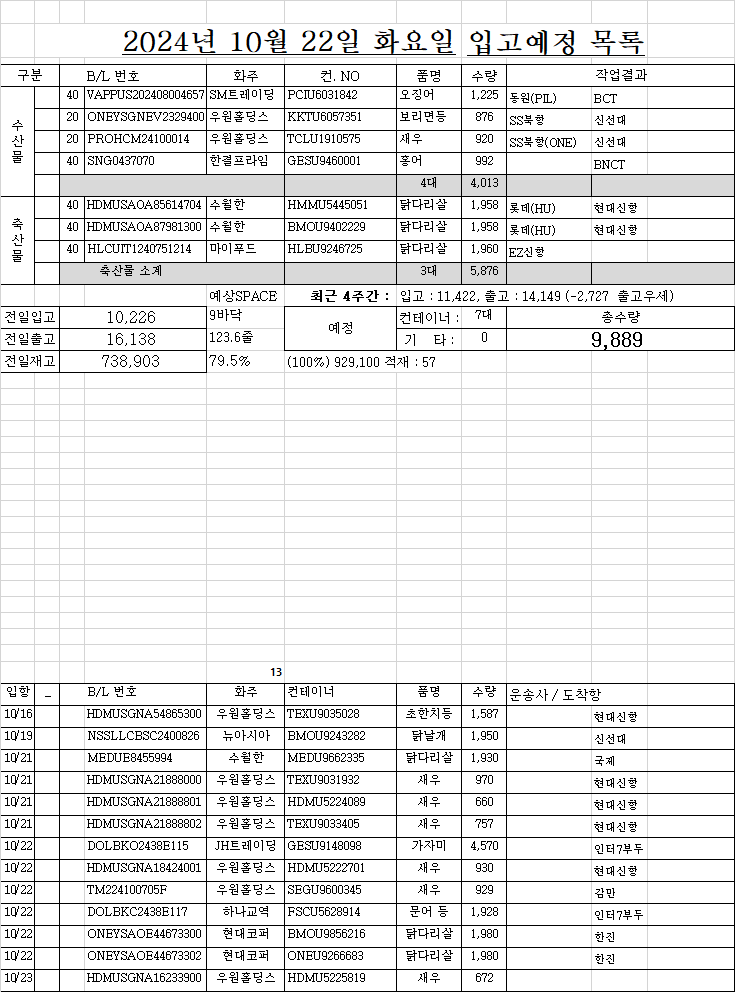 2024년 10월 22일 화요일 입고예정 목록
구분 B/L 번호 화주 컨. NO 품명 수량 작업결과
수산물
40 VAPPUS202408004657 SM트레이딩 PCIU6031842 오징어 1,225 동원(PIL) BCT
20 ONEYSGNEV2329400 우원홀딩스 KKTU6057351 보리면등 876 SS북항 신선대
20 PROHCM24100014 우원홀딩스 TCLU1910575 새우 920 SS북항(ONE) 신선대
40 SNG0437070 한결프라임 GESU9460001 홍어 992 BNCT
4대 4,013
축산물
40 HDMUSAOA85614704 수월한 HMMU5445051 닭다리살 1,958 롯데(HU) 현대신항
40 HDMUSAOA87981300 수월한 BMOU9402229 닭다리살 1,958 롯데(HU) 현대신항
40 HLCUIT1240751214 마이푸드 HLBU9246725 닭다리살 1,960 EZ신항
축산물 소계 3대 5,876
예상SPACE 최근 4주간 : 입고 : 11,422, 출고 : 14,149 (-2,727 출고우세)
전일입고 10,226 9바닥 예정 컨테이너 : 7대 총수량
전일출고 16,138 123.6줄 기 타 : 0 9,889
전일재고 738,903 79.5% (100%) 929,100 적재 : 57
13
입항 _ B/L 번호 화주 컨테이너 품명 수량 운송사 / 도착항
10/16 HDMUSGNA54865300 우원홀딩스 TEXU9035028 초한치등 1,587 현대신항
10/19 NSSLLCBSC2400826 뉴아시아 BMOU9243282 닭날개 1,950 신선대
10/21 MEDUE8455994 수월한 MEDU9662335 닭다리살 1,930 국제
10/21 HDMUSGNA21888000 우원홀딩스 TEXU9031932 새우 970 현대신항
10/21 HDMUSGNA21888801 우원홀딩스 HDMU5224089 새우 660 현대신항
10/21 HDMUSGNA21888802 우원홀딩스 TEXU9033405 새우 757 현대신항
10/22 DOLBKO2438E115 JH트레이딩 GESU9148098 가자미 4,570 인터7부두
10/22 HDMUSGNA18424001 우원홀딩스 HDMU5222701 새우 930 현대신항
10/22 TM224100705F 우원홀딩스 SEGU9600345 새우 929 감만
10/22 DOLBKC2438E117 하나교역 FSCU5628914 문어 등 1,928 인터7부두
10/22 ONEYSAOE44673300 현대코퍼 BMOU9856216 닭다리살 1,980 한진
10/22 ONEYSAOE44673302 현대코퍼 ONEU9266683 닭다리살 1,980 한진
10/23 HDMUSGNA16233900 우원홀딩스 HDMU5225819 새우 672